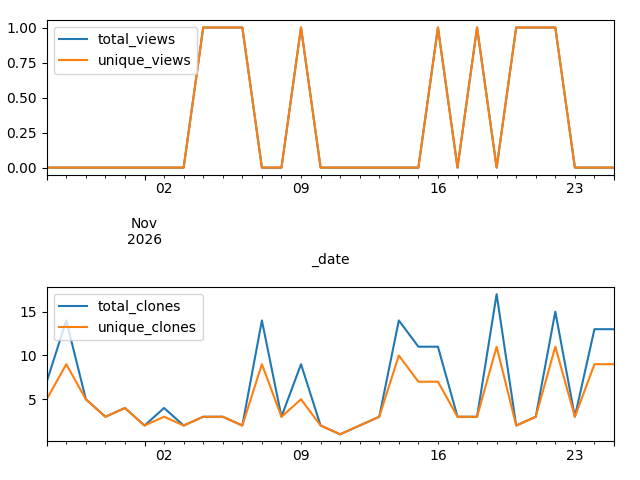 1.00
0.75
0.50
0.25
0.00
total_views
unique_views
02
09
16
23
Nov
2026
_date
15
10
5
total_clones
unique_clones
02
09
16
23